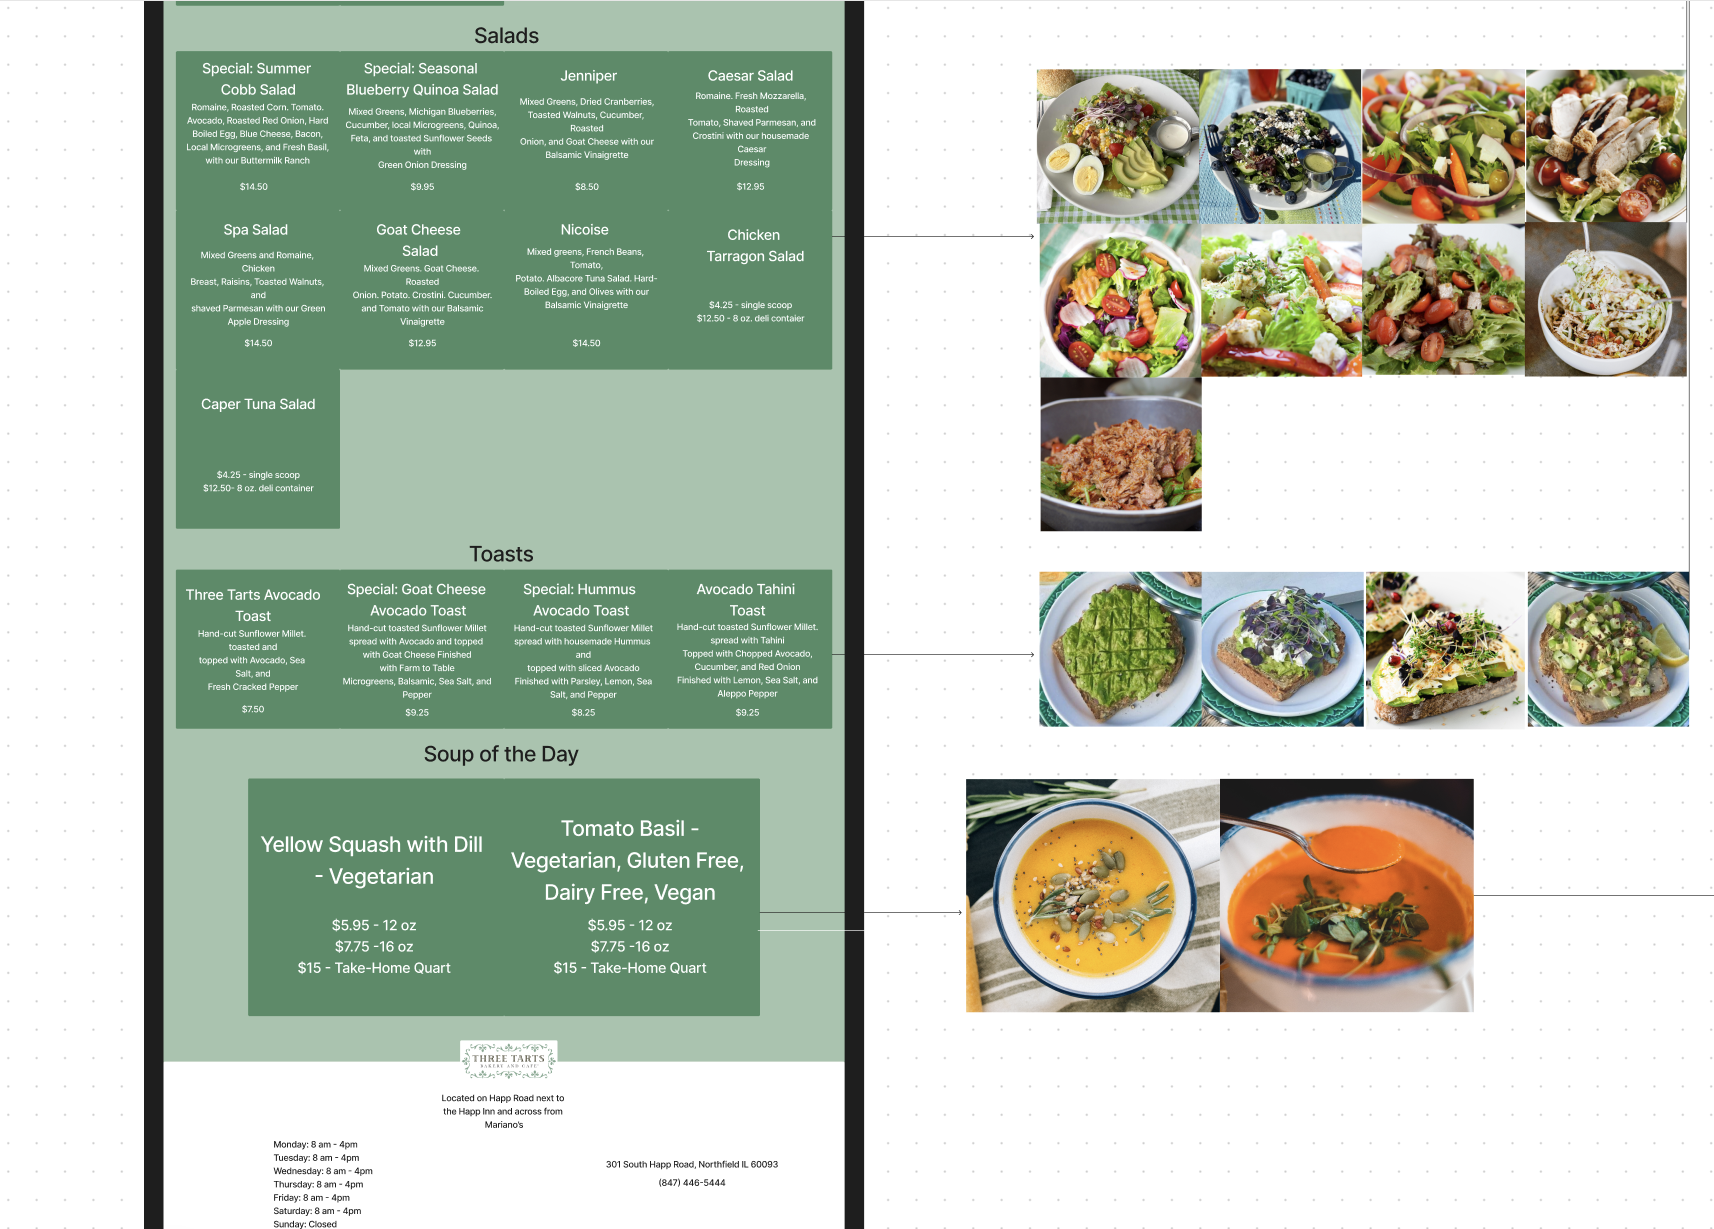 Salads
Special: Summer
Cobb Salad
Romaine, Roasted Corn. Tomato.
Avocado, Roasted Red Onion, Hard
Boiled Egg, Blue Cheese, Bacon,
Local Microgreens, and Fresh Basil,
with our Buttermilk Ranch
$14.50
Special: Seasonal
Blueberry Quinoa Salad
Mixed Greens, Michigan Blueberries,
Cucumber, local Microgreens, Quinoa,
Feta, and toasted Sunflower Seeds
with
Green Onion Dressing
$9.95
Jenniper
Mixed Greens, Dried Cranberries,
Toasted Walnuts, Cucumber,
Roasted
Onion, and Goat Cheese with our
Balsamic Vinaigrette
$8.50
Caesar Salad
Romaine. Fresh Mozzarella,
Roasted
Tomato, Shaved Parmesan, and
Crostini with our housemade
Caesar
Dressing
$12.95
Spa Salad
Mixed Greens and Romaine,
Chicken
Breast, Raisins, Toasted Walnuts,
and
shaved Parmesan with our Green
Apple Dressing
$14.50
Goat Cheese
Salad
Mixed Greens. Goat Cheese.
Roasted
Onion. Potato. Crostini. Cucumber.
and Tomato with our Balsamic
Vinaigrette
$12.95
Nicoise
Mixed greens, French Beans,
Tomato,
Potato. Albacore Tuna Salad. Hard-
Boiled Egg, and Olives with our
Balsamic Vinaigrette
$14.50
Chicken
Tarragon Salad
$4.25 - single scoop
$12.50 - 8 oz. deli contaier
Caper Tuna Salad
$4.25 - single scoop
$12.50- 8 oz. deli container
Toasts
Three Tarts Avocado
Toast
Hand-cut Sunflower Millet.
toasted and
topped with Avocado, Sea
Salt, and
Fresh Cracked Pepper
$7.50
Special: Goat Cheese
Avocado Toast
Hand-cut toasted Sunflower Millet
spread with Avocado and topped
with Goat Cheese Finished
with Farm to Table
Microgreens, Balsamic, Sea Salt, and
Pepper
$9.25
Special: Hummus
Avocado Toast
Hand-cut toasted Sunflower Millet
spread with housemade Hummus
and
topped with sliced Avocado
Finished with Parsley, Lemon, Sea
Salt, and Pepper
$8.25
Avocado Tahini
Toast
Hand-cut toasted Sunflower Millet.
spread with Tahini
Topped with Chopped Avocado,
Cucumber, and Red Onion
Finished with Lemon, Sea Salt, and
Aleppo Pepper
$9.25
Soup of the Day
Yellow Squash with Dill
- Vegetarian
$5.95 - 12 oz
$7.75 -16 oz
$15 - Take-Home Quart
Tomato Basil -
Vegetarian, Gluten Free,
Dairy Free, Vegan
$5.95 - 12 oz
$7.75 -16 oz
$15 - Take-Home Quart
THREE TARTS
BAKERY AND CAFE
Located on Happ Road next to
the Happ Inn and across from
Mariano's
Monday: 8 am - 4pm
Tuesday: 8 am - 4pm
Wednesday: 8 am - 4pm
Thursday: 8 am - 4pm
Friday: 8 am - 4pm
Saturday: 8 am - 4pm
Sunday: Closed
301 South Happ Road, Northfield IL 60093
(847) 446-5444